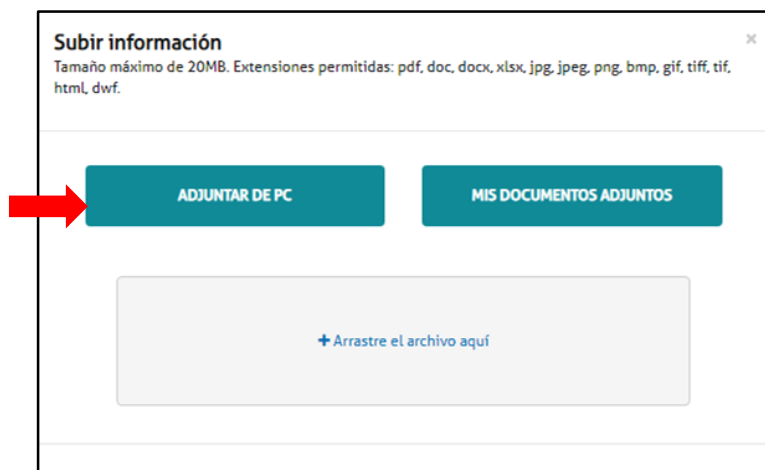 Subir información
×
Tamaño máximo de 20MB. Extensiones permitidas: pdf, doc, docx, xlsx, jpg, jpeg, png, bmp, gif, tiff, tif,
html, dwf.
ADJUNTAR DE PC
MIS DOCUMENTOS ADJUNTOS
+ Arrastre el archivo aquí